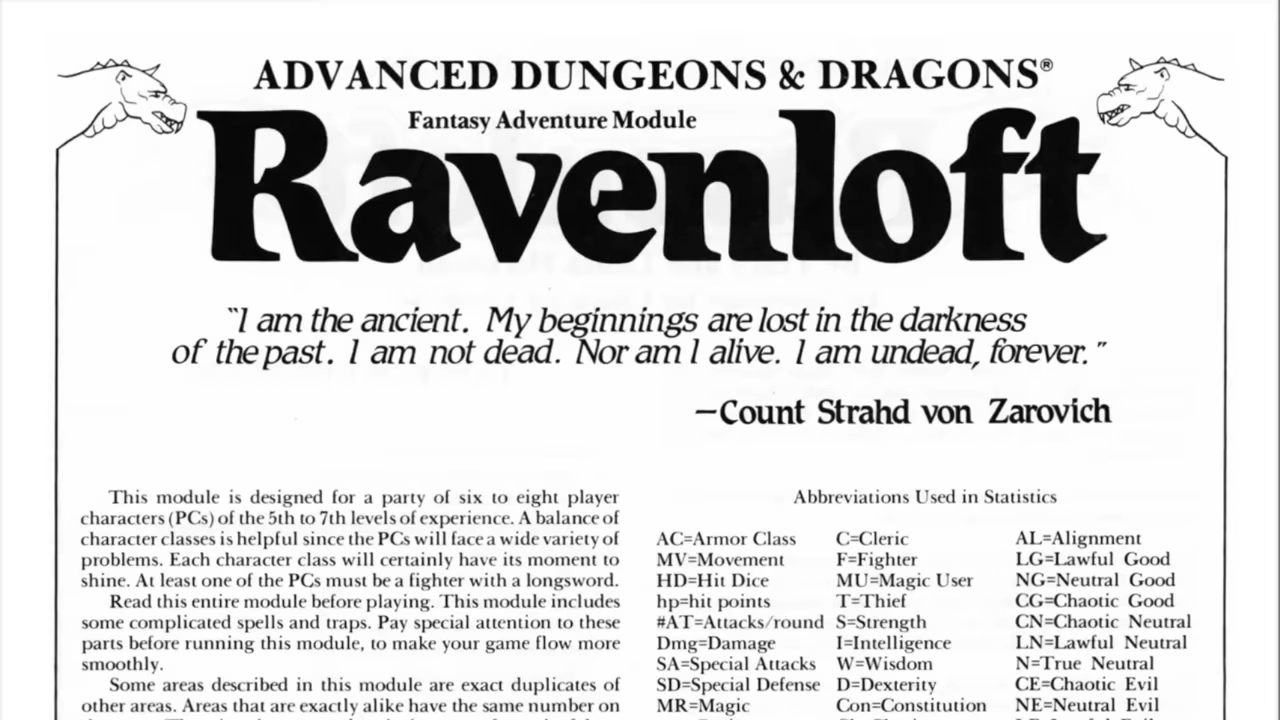 ADVANCED DUNGEONS & DRAGONS®
Fantasy Adventure Module
Ravenloft
"I am the ancient. My beginnings are lost in the darkness
of the past. I am not dead. Nor am I alive. I am undead, forever."
—Count Strahd von Zarovich
This module is designed for a party of six to eight player
characters (PCs) of the 5th to 7th levels of experience. A balance of
character classes is helpful since the PCs will face a wide variety of
problems. Each character class will certainly have its moment to
shine. At least one of the PCs must be a fighter with a longsword.
Read this entire module before playing. This module includes
some complicated spells and traps. Pay special attention to these
parts before running this module, to make your game flow more
smoothly.
Some areas described in this module are exact duplicates of
other areas. Areas that are exactly alike have the same number on
Abbreviations Used in Statistics
AC=Armor Class C=Cleric AL=Alignment
MV=Movement F=Fighter LG=Lawful Good
HD=Hit Dice MU=Magic User NG=Neutral Good
hp=hit points T=Thief CG=Chaotic Good
#AT=Attacks/round S=Strength CN=Chaotic Neutral
Dmg=Damage I=Intelligence LN=Lawful Neutral
SA=Special Attacks W=Wisdom N=True Neutral
SD=Special Defense D=Dexterity CE=Chaotic Evil
MR=Magic Con=Constitution NE=Neutral Evil